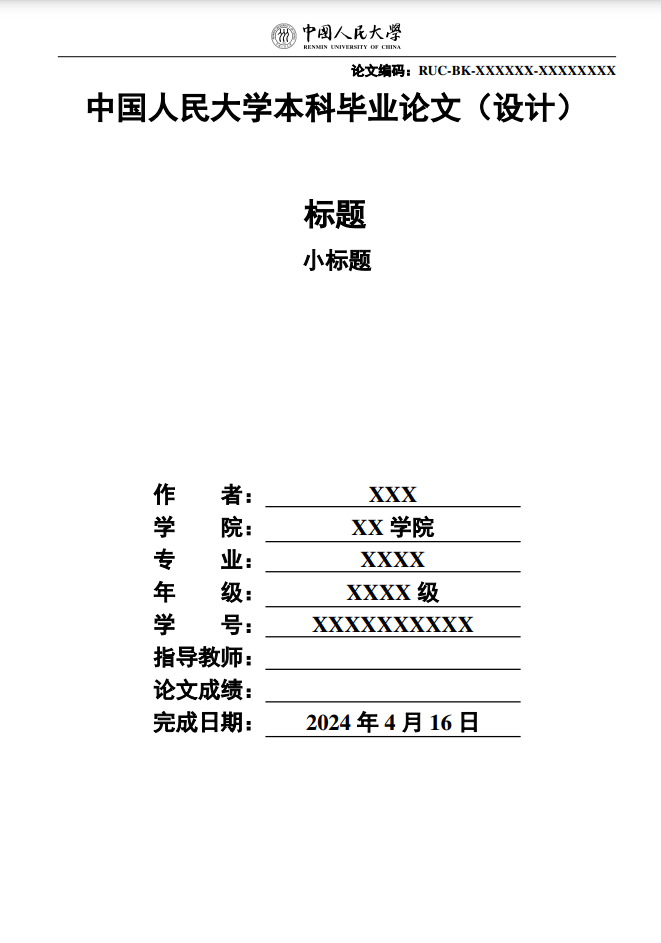 中国人民大学
RENMIN UNIVERSITY OF CHINA
论文编码：RUC-BK-XXXXXX-XXXXXXXX
中国人民大学本科毕业论文（设计）
标题
小标题
作 者：XXX
学 院：XX 学院
专 业：XXXX
年 级：XXXX 级
学 号：XXXXXXXXXX
指导教师：
论文成绩：
完成日期：2024 年 4 月 16 日